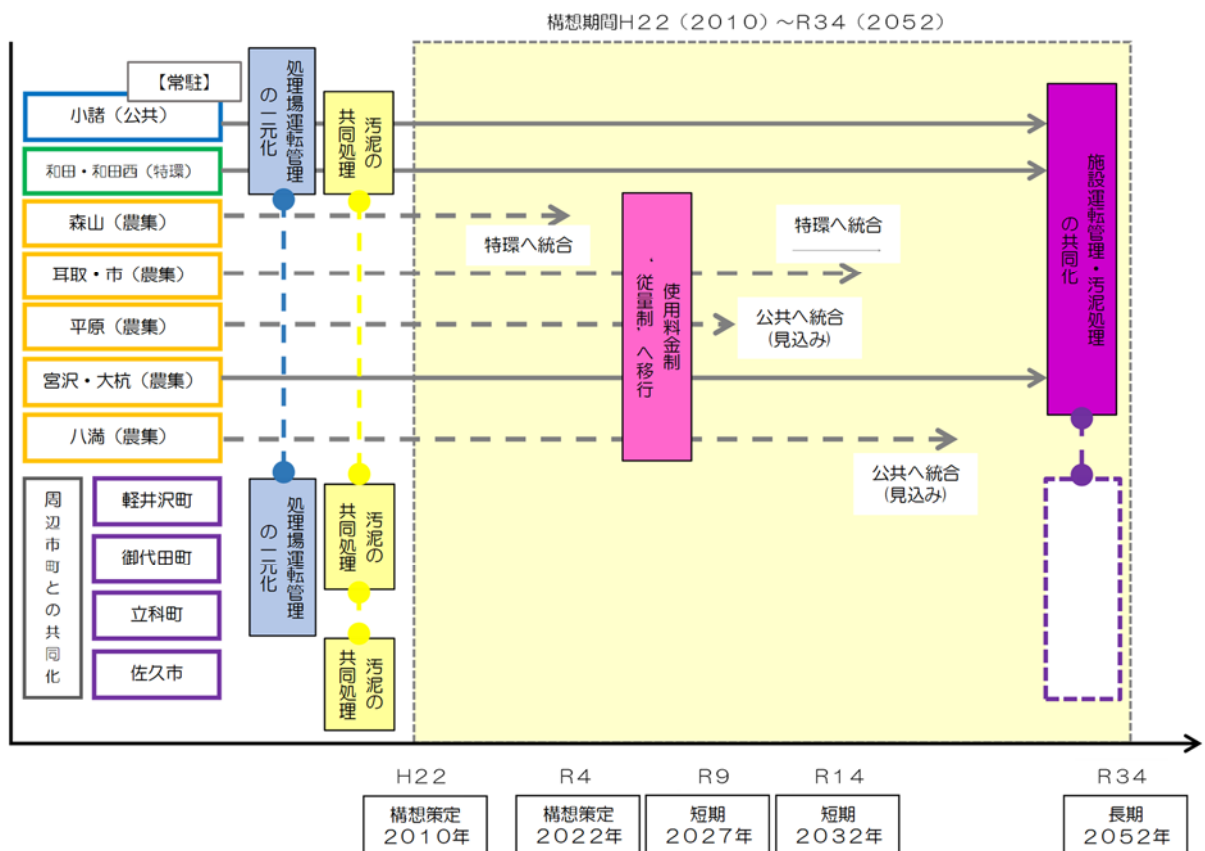 構想期間H22（2010）～R34（2052）
【常駐】
小諸（公共）
和田・和田西（特環）
森山（農集）
耳取・市（農集）
平原（農集）
宮沢・大杭（農集）
八満（農集）
周辺市町との共同化
軽井沢町
御代田町
立科町
佐久市
処理場運転管理
の一元化
汚泥の
共同処理
処理場運転管理
の一元化
汚泥の
共同処理
汚泥の
共同処理
特環へ統合
使用料金制
、従量制、へ移行
特環へ統合
公共へ統合
(見込み)
公共へ統合
(見込み)
施設運転管理・汚泥処理
の共同化
H22
構想策定
2010年
R4
構想策定
2022年
R9
短期
2027年
R14
短期
2032年
R34
長期
2052年